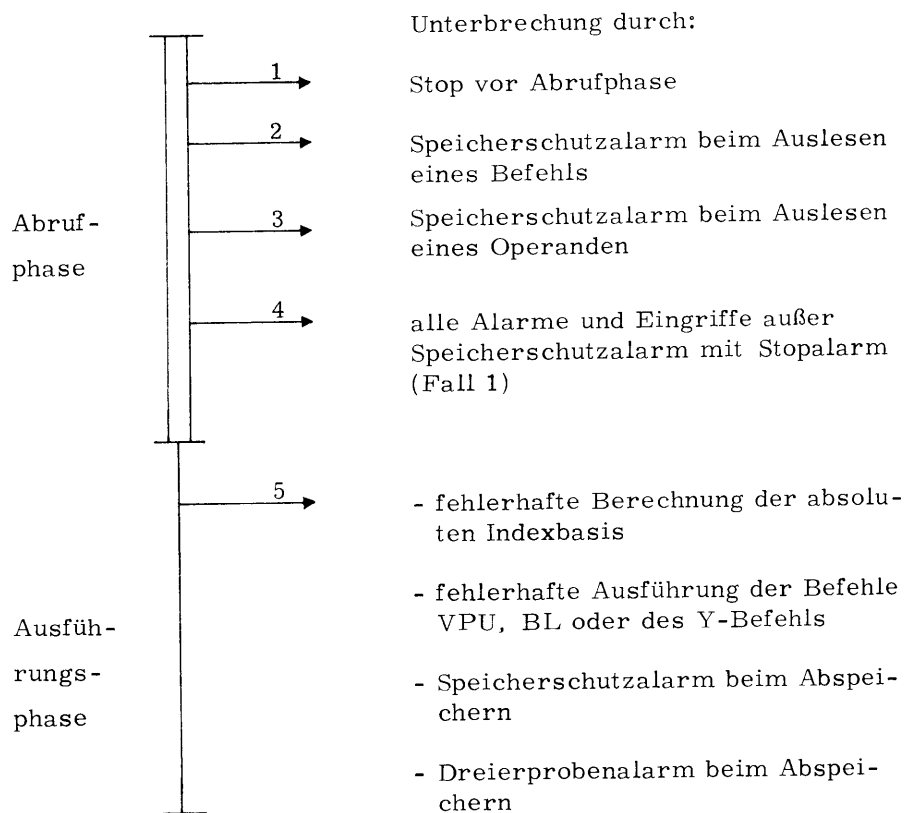 Unterbrechung durch:
1
Stop vor Abrufphase
2
Speicherschutzalarm beim Auslesen
eines Befehls
Abruf-
phase
3
Speicherschutzalarm beim Auslesen
eines Operanden
4
alle Alarme und Eingriffe außer
Speicherschutzalarm mit Stopalarm
(Fall 1)
5
- fehlerhafte Berechnung der absolu-
ten Indexbasis
- fehlerhafte Ausführung der Befehle
VPU, BL oder des Y-Befehls
Ausfüh-
rungs-
phase
- Speicherschutzalarm beim Abspei-
chern
- Dreierprobenalarm beim Abspei-
chern